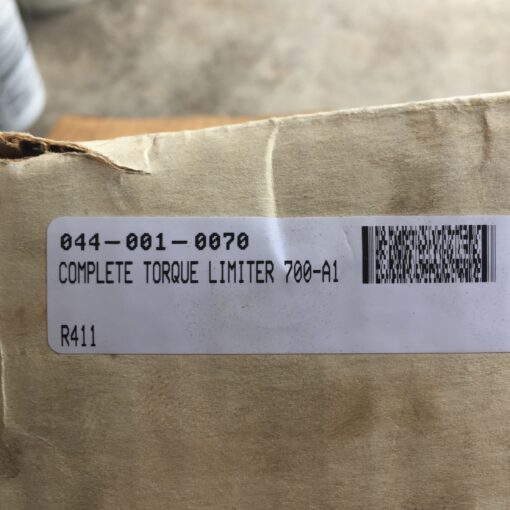 044-001-0070
COMPLETE TORQUE LIMITER 700-A1
R411